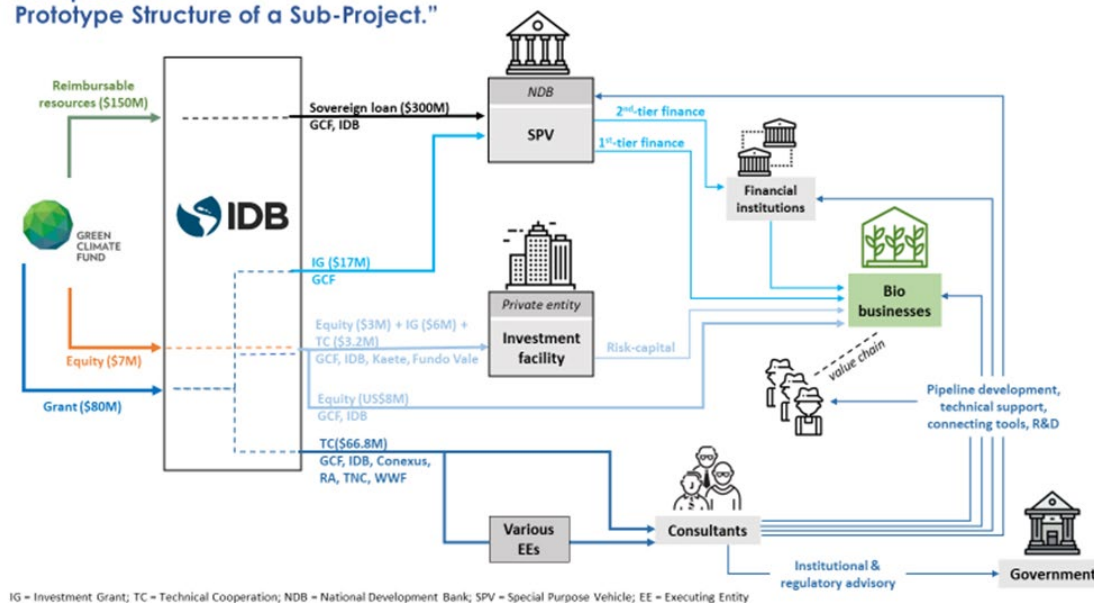 Prototype Structure of a Sub-Project.”
Reimbursable
resources ($150M)
GREEN
CLIMATE
FUND
Equity ($7M)
Grant ($80M)
IDB
Sovereign loan ($300M)
GCF, IDB
IG ($17M)
GCF
Equity ($3M) + IG ($6M) +
TC ($3.2M)
GCF, IDB, Kaete, Fundo Vale
Equity (US$8M)
GCF, IDB
TC($66.8M)
GCF, IDB, Conexus,
RA, TNC, WWF
NDB
SPV
2nd-tier finance
1st-tier finance
Financial
institutions
Private entity
Investment
facility
Risk-capital
Bio
businesses
value chain
Pipeline development,
technical support,
connecting tools, R&D
Various
EEs
Consultants
Institutional &
regulatory advisory
Government
IG = Investment Grant; TC = Technical Cooperation; NDB = National Development Bank; SPV = Special Purpose Vehicle; EE = Executing Entity